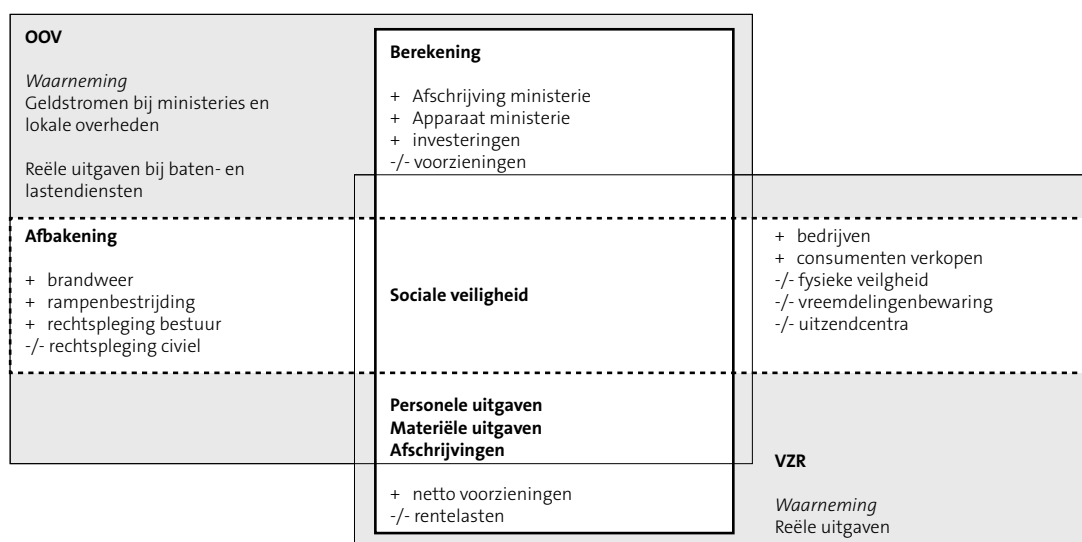 OOV
Waarneming
Geldstromen bij ministeries en
lokale overheden
Reële uitgaven bij baten- en
lastendiensten
Berekening
+ Afschrijving ministerie
+ Apparaat ministerie
+ investeringen
-/- voorzieningen
Afbakening
+ brandweer
+ rampenbestrijding
+ rechtspleging bestuur
-/- rechtspleging civiel
Sociale veiligheid
+ bedrijven
+ consumenten verkopen
-/- fysieke veilgheid
-/- vreemdelingenbewaring
-/- uitzendcentra
Personele uitgaven
Materiële uitgaven
Afschrijvingen
+ netto voorzieningen
-/- rentelasten
VZR
Waarneming
Reële uitgaven